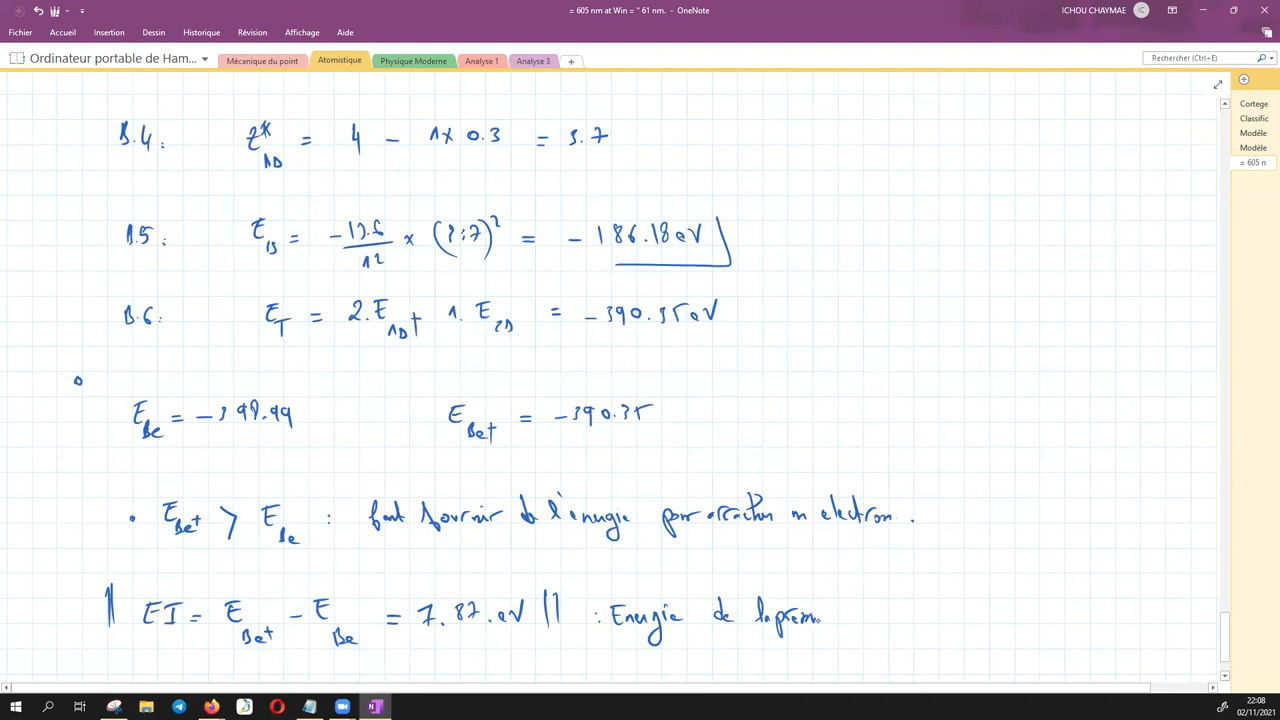 = 605 nm at Win = " 61 nm. - OneNote
ICHOU CHAYMAE IC
Fichier Accueil Insertion Dessin Historique Révision Affichage Aide
Ordinateur portable de Ham... Mécanique du point Atomistique Physique Moderne Analyse 1 Analyse 3 +
Rechercher (Ctrl+E)
Cortege
Classific
Modèle
Modèle
= 605 n
B.4: Z*1s = 4 - 1x 0.3 = 3.7
B.5: E1s = -13.6/1² x (3.7)² = - 186.18 eV
B.6: ET = 2.E1s + 1. E2s = - 390.35 eV
EBe = - 398.99 EBe+ = - 390.35
. EBe+ > EBe : faut fournir de l'énergie pour arracher un electron.
|| EI = EBe+ - EBe = 7.87.eV || : Energie de la prem
22:08
02/11/2021